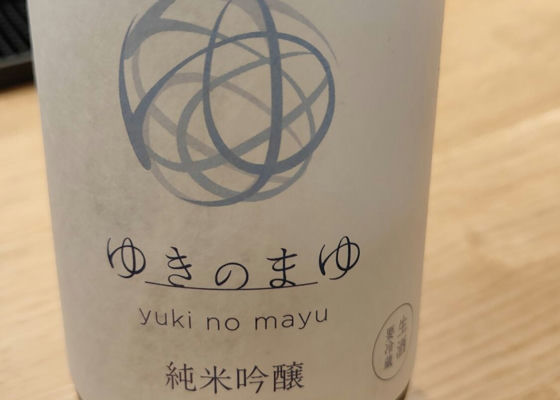 ゆきのまゆ
yuki no mayu
純米吟醸
生酒
要冷蔵